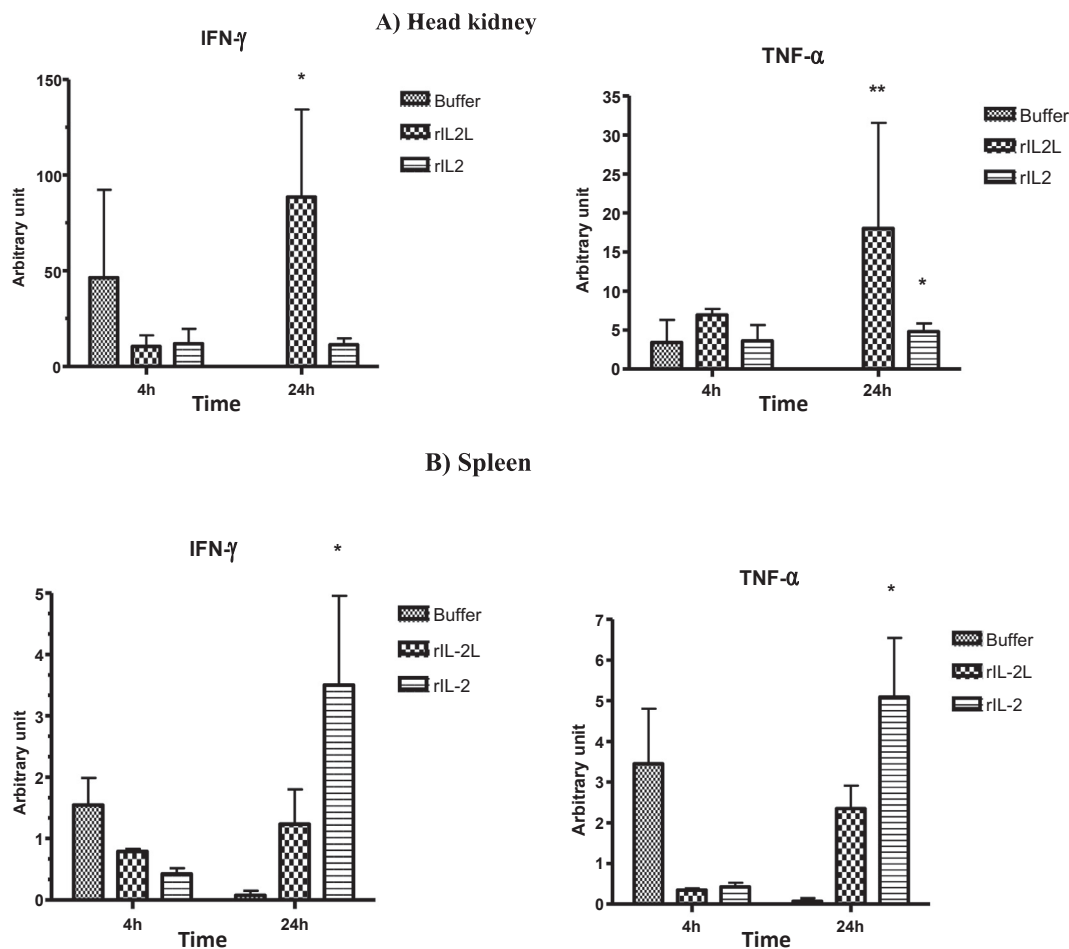 A) Head kidney
IFN-γ
*
150
100
50
0
Arbitrary unit
4h
24h
Time
Buffer
rIL2L
rIL2
TNF-α
**
*
35
30
25
20
15
10
5
0
Arbitrary unit
4h
24h
Time
Buffer
rIL2L
rIL2
B) Spleen
IFN-γ
*
5
4
3
2
1
0
Arbitrary unit
4h
24h
Time
Buffer
rIL-2L
rIL-2
TNF-α
*
7
6
5
4
3
2
1
0
Arbitrary unit
4h
24h
Time
Buffer
rIL-2L
rIL-2